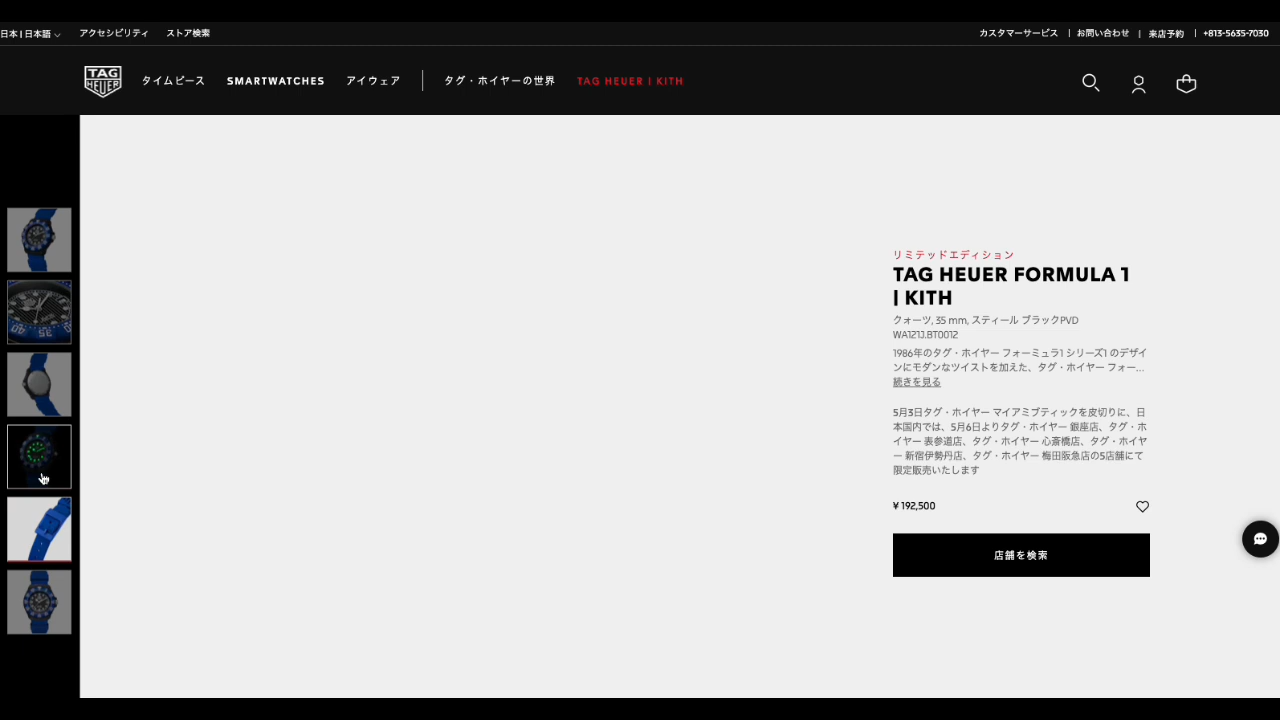 日本 | 日本語
アクセシビリティ
ストア検索
カスタマーサービス | お問い合わせ | 来店予約 | +813-5635-7030
TAG
HEUER
タイムピース
SMARTWATCHES
アイウェア
タグ・ホイヤーの世界
TAG HEUER | KITH
リミテッドエディション
TAG HEUER FORMULA 1
| KITH
クォーツ, 35 mm, スティール ブラックPVD
WA121J.BT0012
1986年のタグ・ホイヤー フォーミュラ1 シリーズ1 のデザイ
ンにモダンなツイストを加えた、タグ・ホイヤー フォー...
続きを見る
5月3日タグ・ホイヤー マイアミブティックを皮切りに、日
本国内では、5月6日よりタグ・ホイヤー 銀座店、タグ・ホ
イヤー 表参道店、タグ・ホイヤー 心斎橋店、タグ・ホイヤ
ー 新宿伊勢丹店、タグ・ホイヤー 梅田阪急店の5店舗にて
限定販売いたします
¥ 192,500
店舗を検索